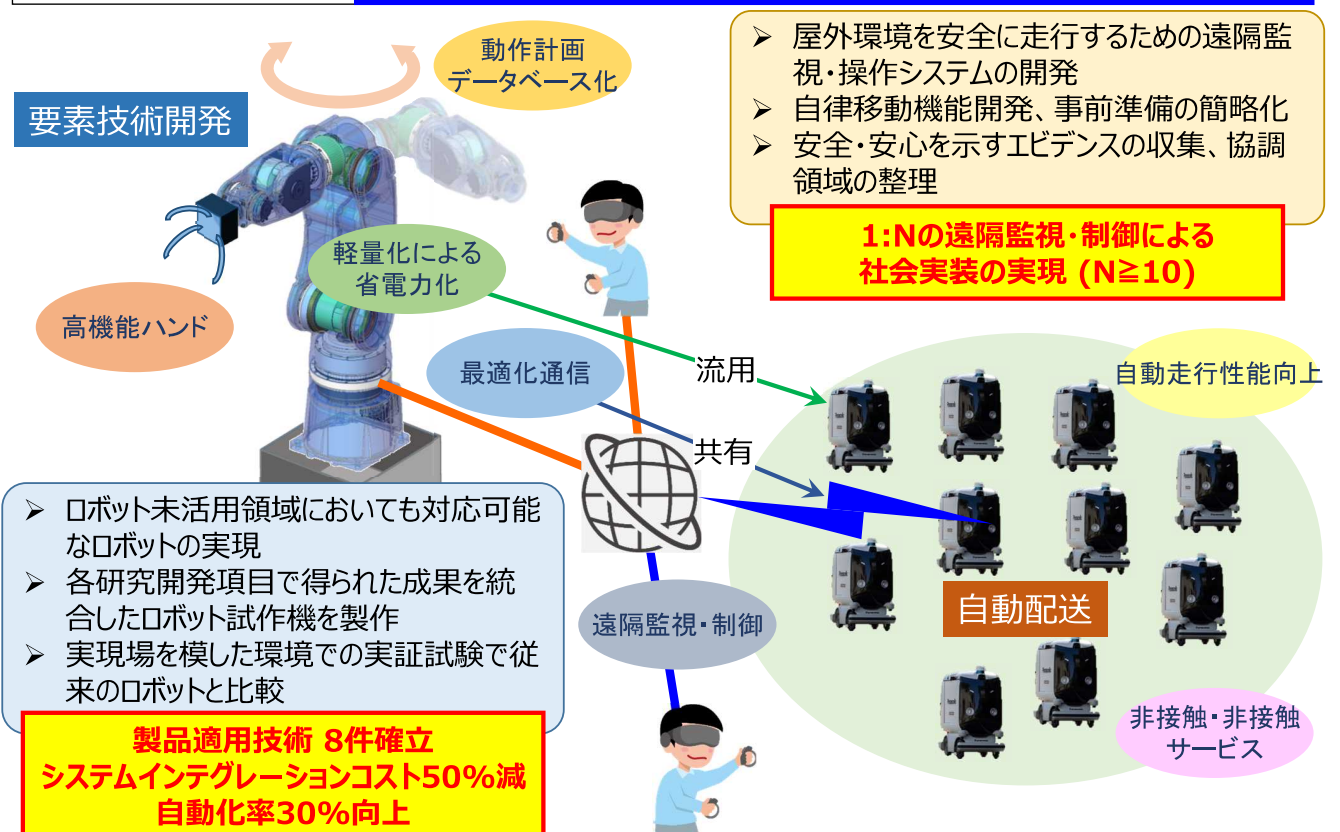 動作計画
データベース化
要素技術開発
軽量化による
省電力化
高機能ハンド
最適化通信
➢ ロボット未活用領域においても対応可能
なロボットの実現
➢ 各研究開発項目で得られた成果を統
合したロボット試作機を製作
➢ 実現場を模した環境での実証試験で従
来のロボットと比較
製品適用技術 8件確立
システムインテグレーションコスト50%減
自動化率30%向上
➢ 屋外環境を安全に走行するための遠隔監
視・操作システムの開発
➢ 自律移動機能開発、事前準備の簡略化
➢ 安全・安心を示すエビデンスの収集、協調
領域の整理
1:Nの遠隔監視・制御による
社会実装の実現 (N≧10)
流用
共有
自動走行性能向上
遠隔監視・制御
自動配送
非接触・非接触
サービス